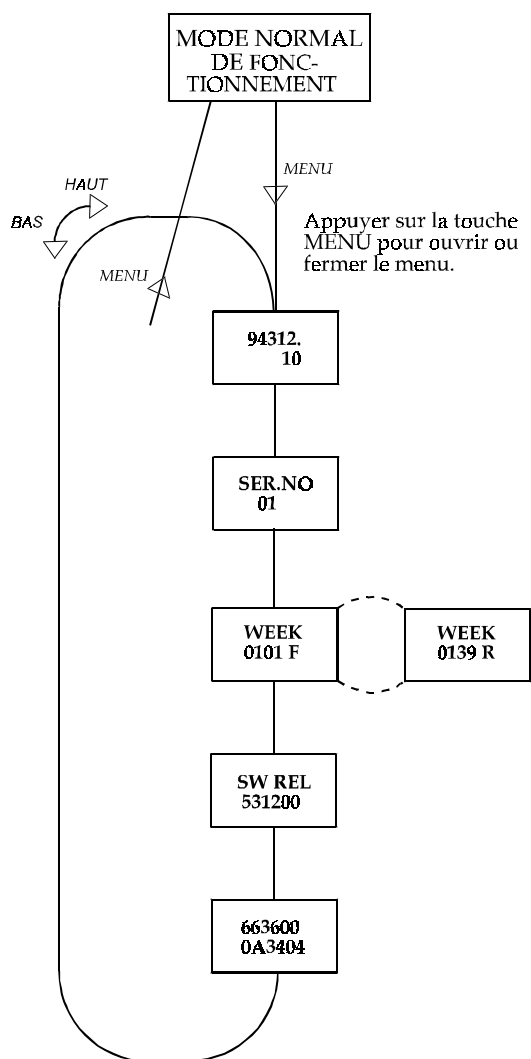 MODE NORMAL
DE FONC-
TIONNEMENT
MENU
HAUT
BAS
Appuyer sur la touche
MENU pour ouvrir ou
fermer le menu.
MENU
94312.
10
SER.NO
01
WEEK
0101 F
WEEK
0139 R
SW REL
531200
663600
0A3404